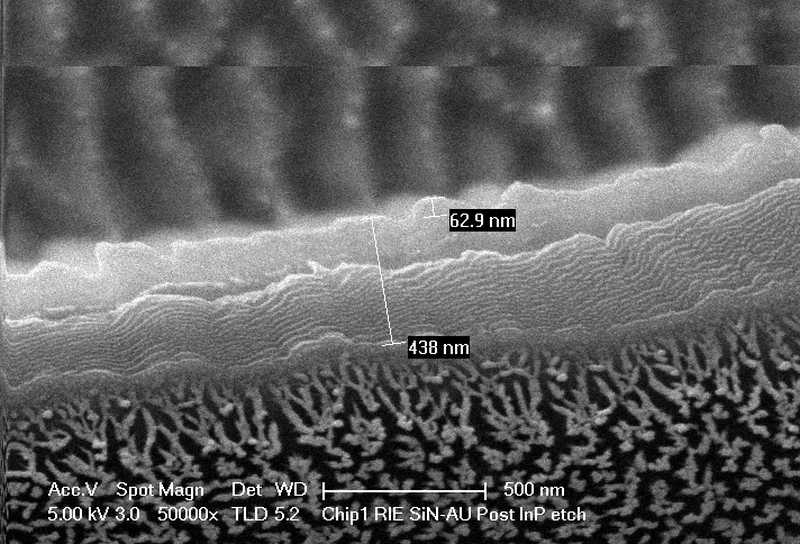 62.9 nm
438 nm
Acc.V Spot Magn Det WD 500 nm
5.00 kV 3.0 50000x TLD 5.2 Chip1 RIE SiN-AU Post InP etch